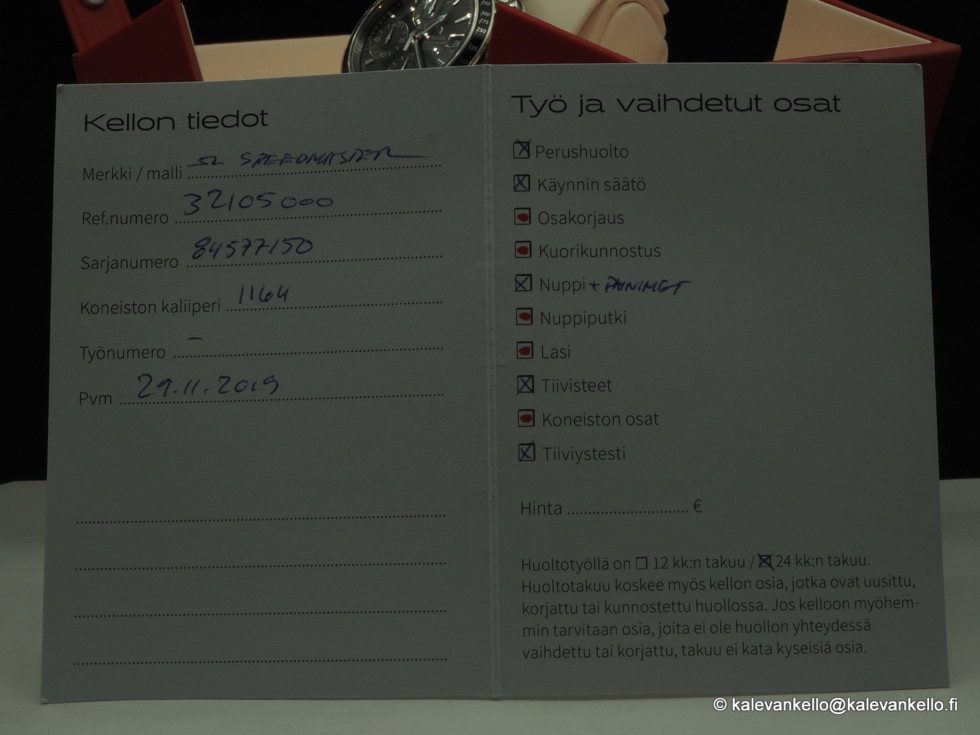 Kellon tiedot
Merkki / malli Ω SPEEDMASTER
Ref.numero 32105000
Sarjanumero 84577150
Koneiston kaliiperi 1164
Työnumero –
Pvm 29.11.2019
Työ ja vaihdetut osat
Perushuolto
Käynnin säätö
Osakorjaus
Kuorikunnostus
Nuppi + PAINIMET
Nuppiputki
Lasi
Tiivisteet
Koneiston osat
Tiiviystesti
Hinta ............................ €
Huoltotyöllä on ❒ 12 kk:n takuu / ☒ 24 kk:n takuu.
Huoltotakuu koskee myös kellon osia, jotka ovat uusittu,
korjattu tai kunnostettu huollossa. Jos kelloon myöhem-
min tarvitaan osia, joita ei ole huollon yhteydessä
vaihdettu tai korjattu, takuu ei kata kyseisiä osia.
© kalevankello@kalevankello.fi